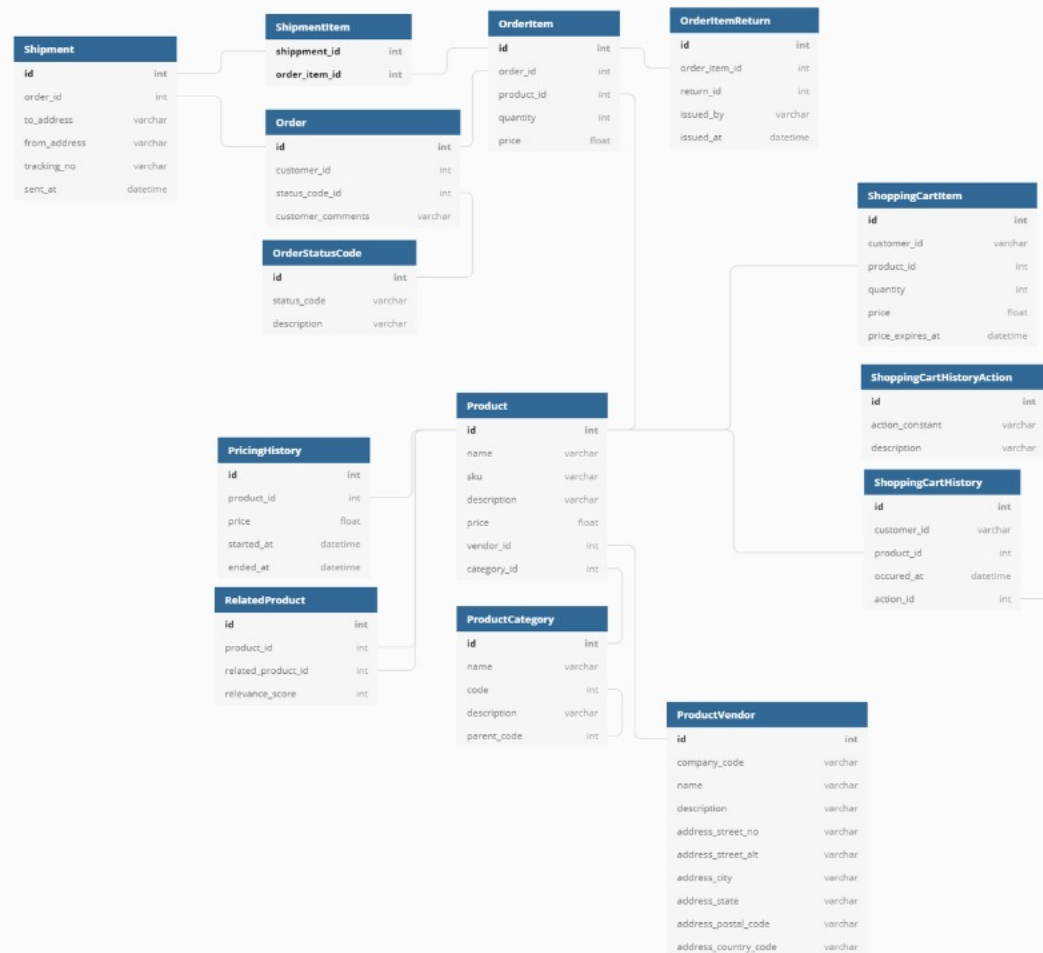 Shipment
id int
order_id int
to_address varchar
from_address varchar
tracking_no varchar
sent_at datetime
ShipmentItem
shippment_id int
order_item_id int
Order
id int
customer_id int
status_code_id int
customer_comments varchar
OrderStatusCode
id int
status_code varchar
description varchar
OrderItem
id int
order_id int
product_id int
quantity int
price float
OrderItemReturn
id int
order_item_id int
return_id int
issued_by varchar
issued_at datetime
ShoppingCartItem
id int
customer_id varchar
product_id int
quantity int
price float
price_expires_at datetime
ShoppingCartHistoryAction
id int
action_constant varchar
description varchar
ShoppingCartHistory
id int
customer_id varchar
product_id int
occured_at datetime
action_id int
Product
id int
name varchar
sku varchar
description varchar
price float
vendor_id int
category_id int
PricingHistory
id int
product_id int
price float
started_at datetime
ended_at datetime
RelatedProduct
id int
product_id int
related_product_id int
relevance_score int
ProductCategory
id int
name varchar
code int
description varchar
parent_code int
ProductVendor
id int
company_code varchar
name varchar
description varchar
address_street_no varchar
address_street_alt varchar
address_city varchar
address_state varchar
address_postal_code varchar
address_country_code varchar